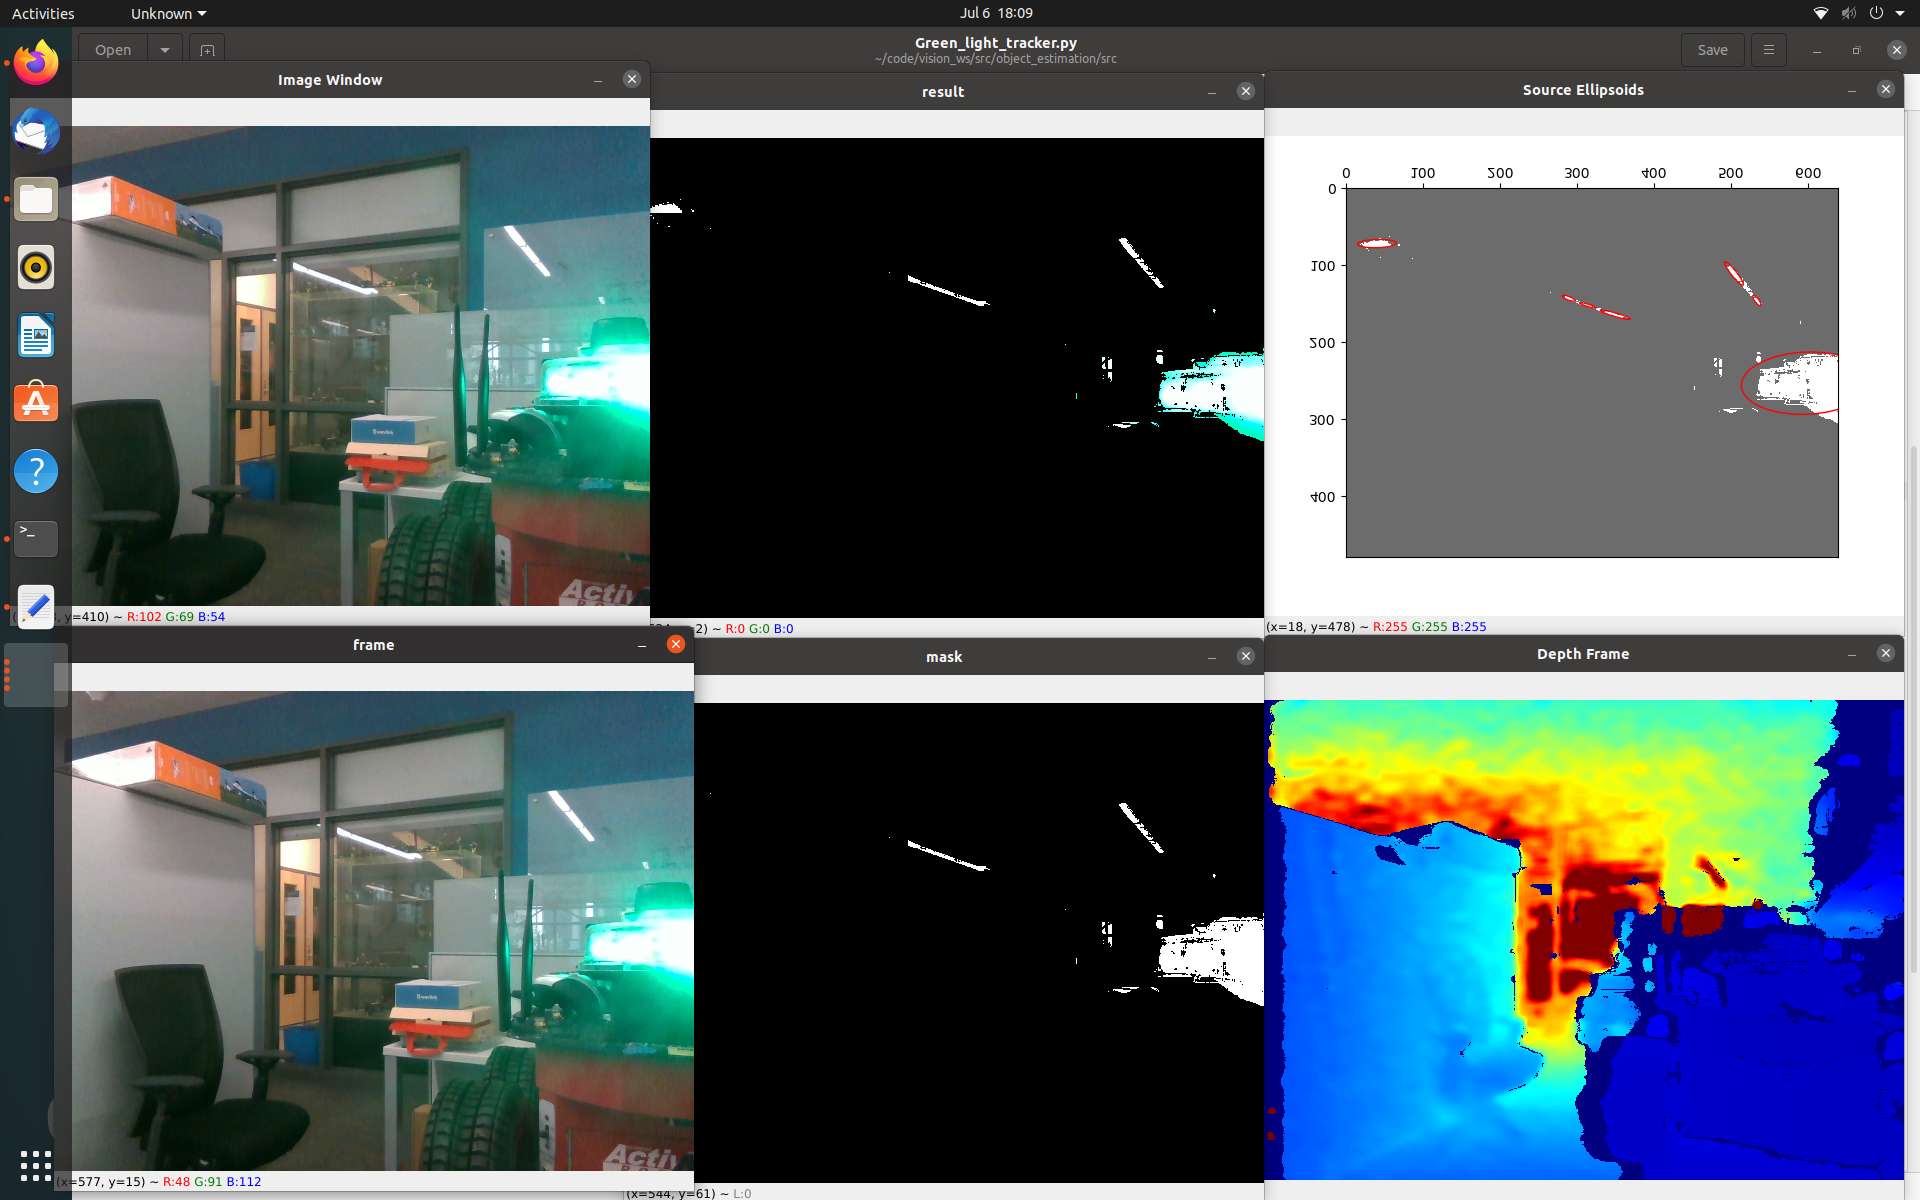 Activities
Unknown
Jul 6 18:09
Open
Green_light_tracker.py
~/code/vision_ws/src/object_estimation/src
Save
Image Window
result
Source Ellipsoids
0 100 200 300 400 500 600
0
100
200
300
400
Activ
, y=410) ~ R:102 G:69 B:54
2) ~ R:0 G:0 B:0
(x=18, y=478) ~ R:255 G:255 B:255
frame
mask
Depth Frame
Activ
(x=577, y=15) ~ R:48 G:91 B:112
(x=544, y=61) ~ L:0